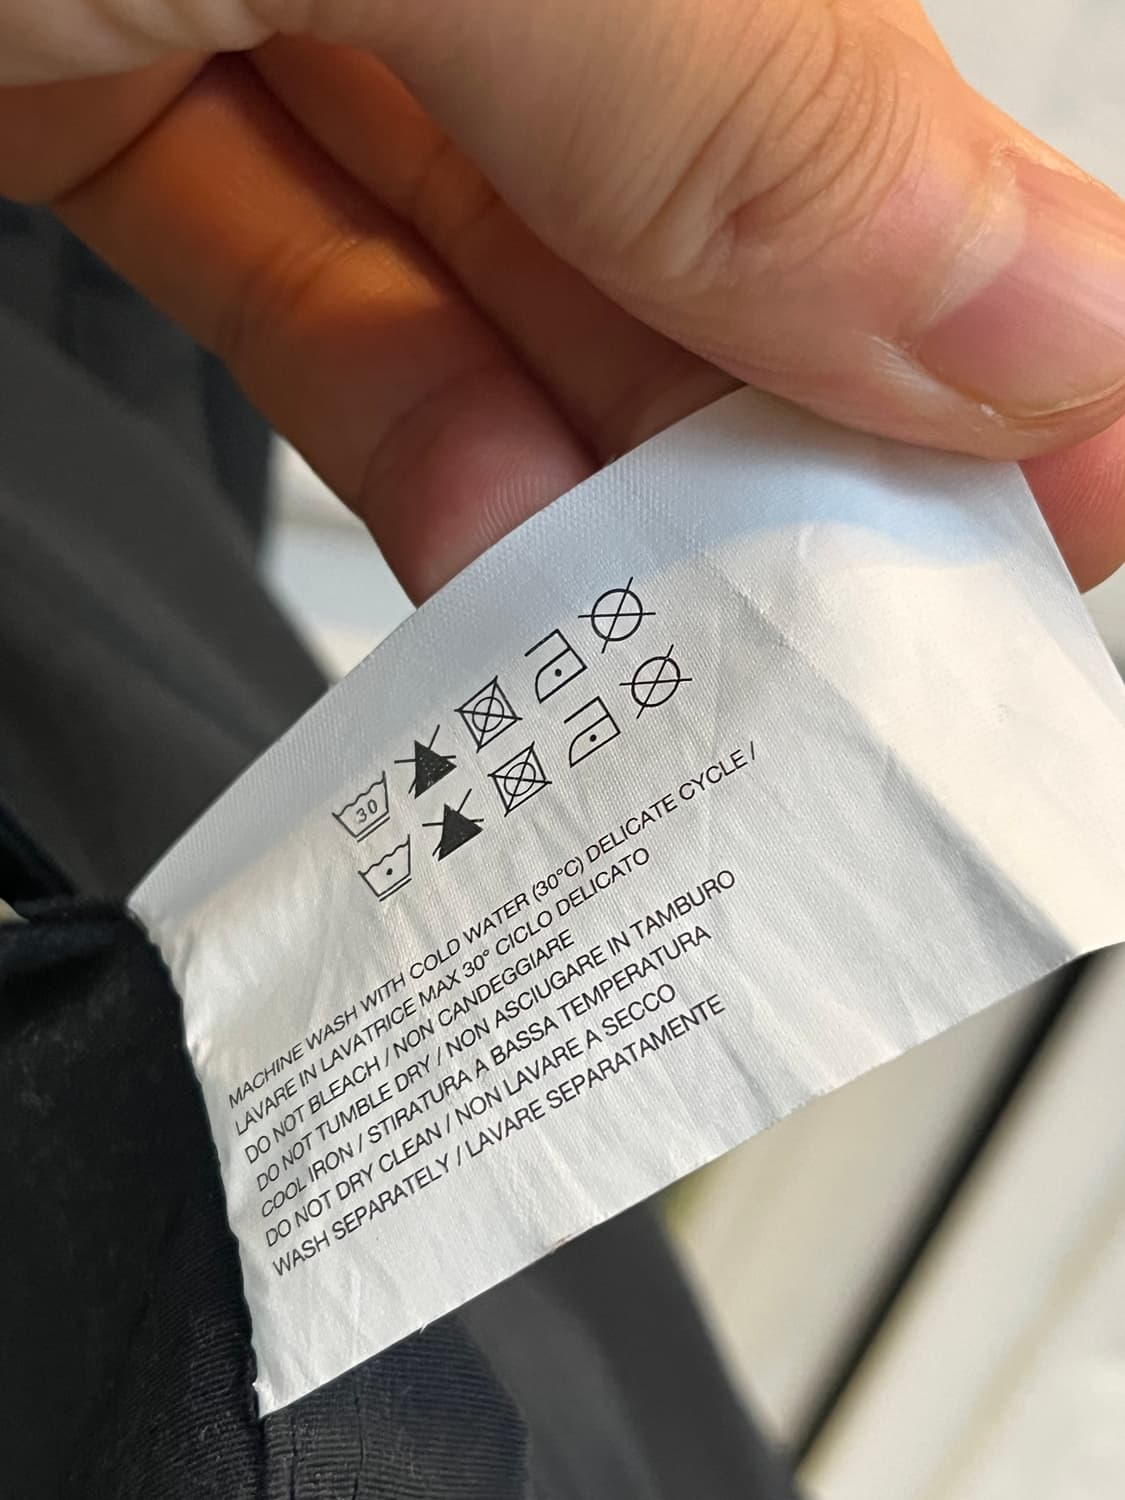 30
MACHINE WASH WITH COLD WATER (30°C) DELICATE CYCLE /
LAVARE IN LAVATRICE MAX 30° CICLO DELICATO
DO NOT BLEACH / NON CANDEGGIARE
DO NOT TUMBLE DRY / NON ASCIUGARE IN TAMBURO
COOL IRON / STIRATURA A BASSA TEMPERATURA
DO NOT DRY CLEAN / NON LAVARE A SECCO
WASH SEPARATELY / LAVARE SEPARATAMENTE